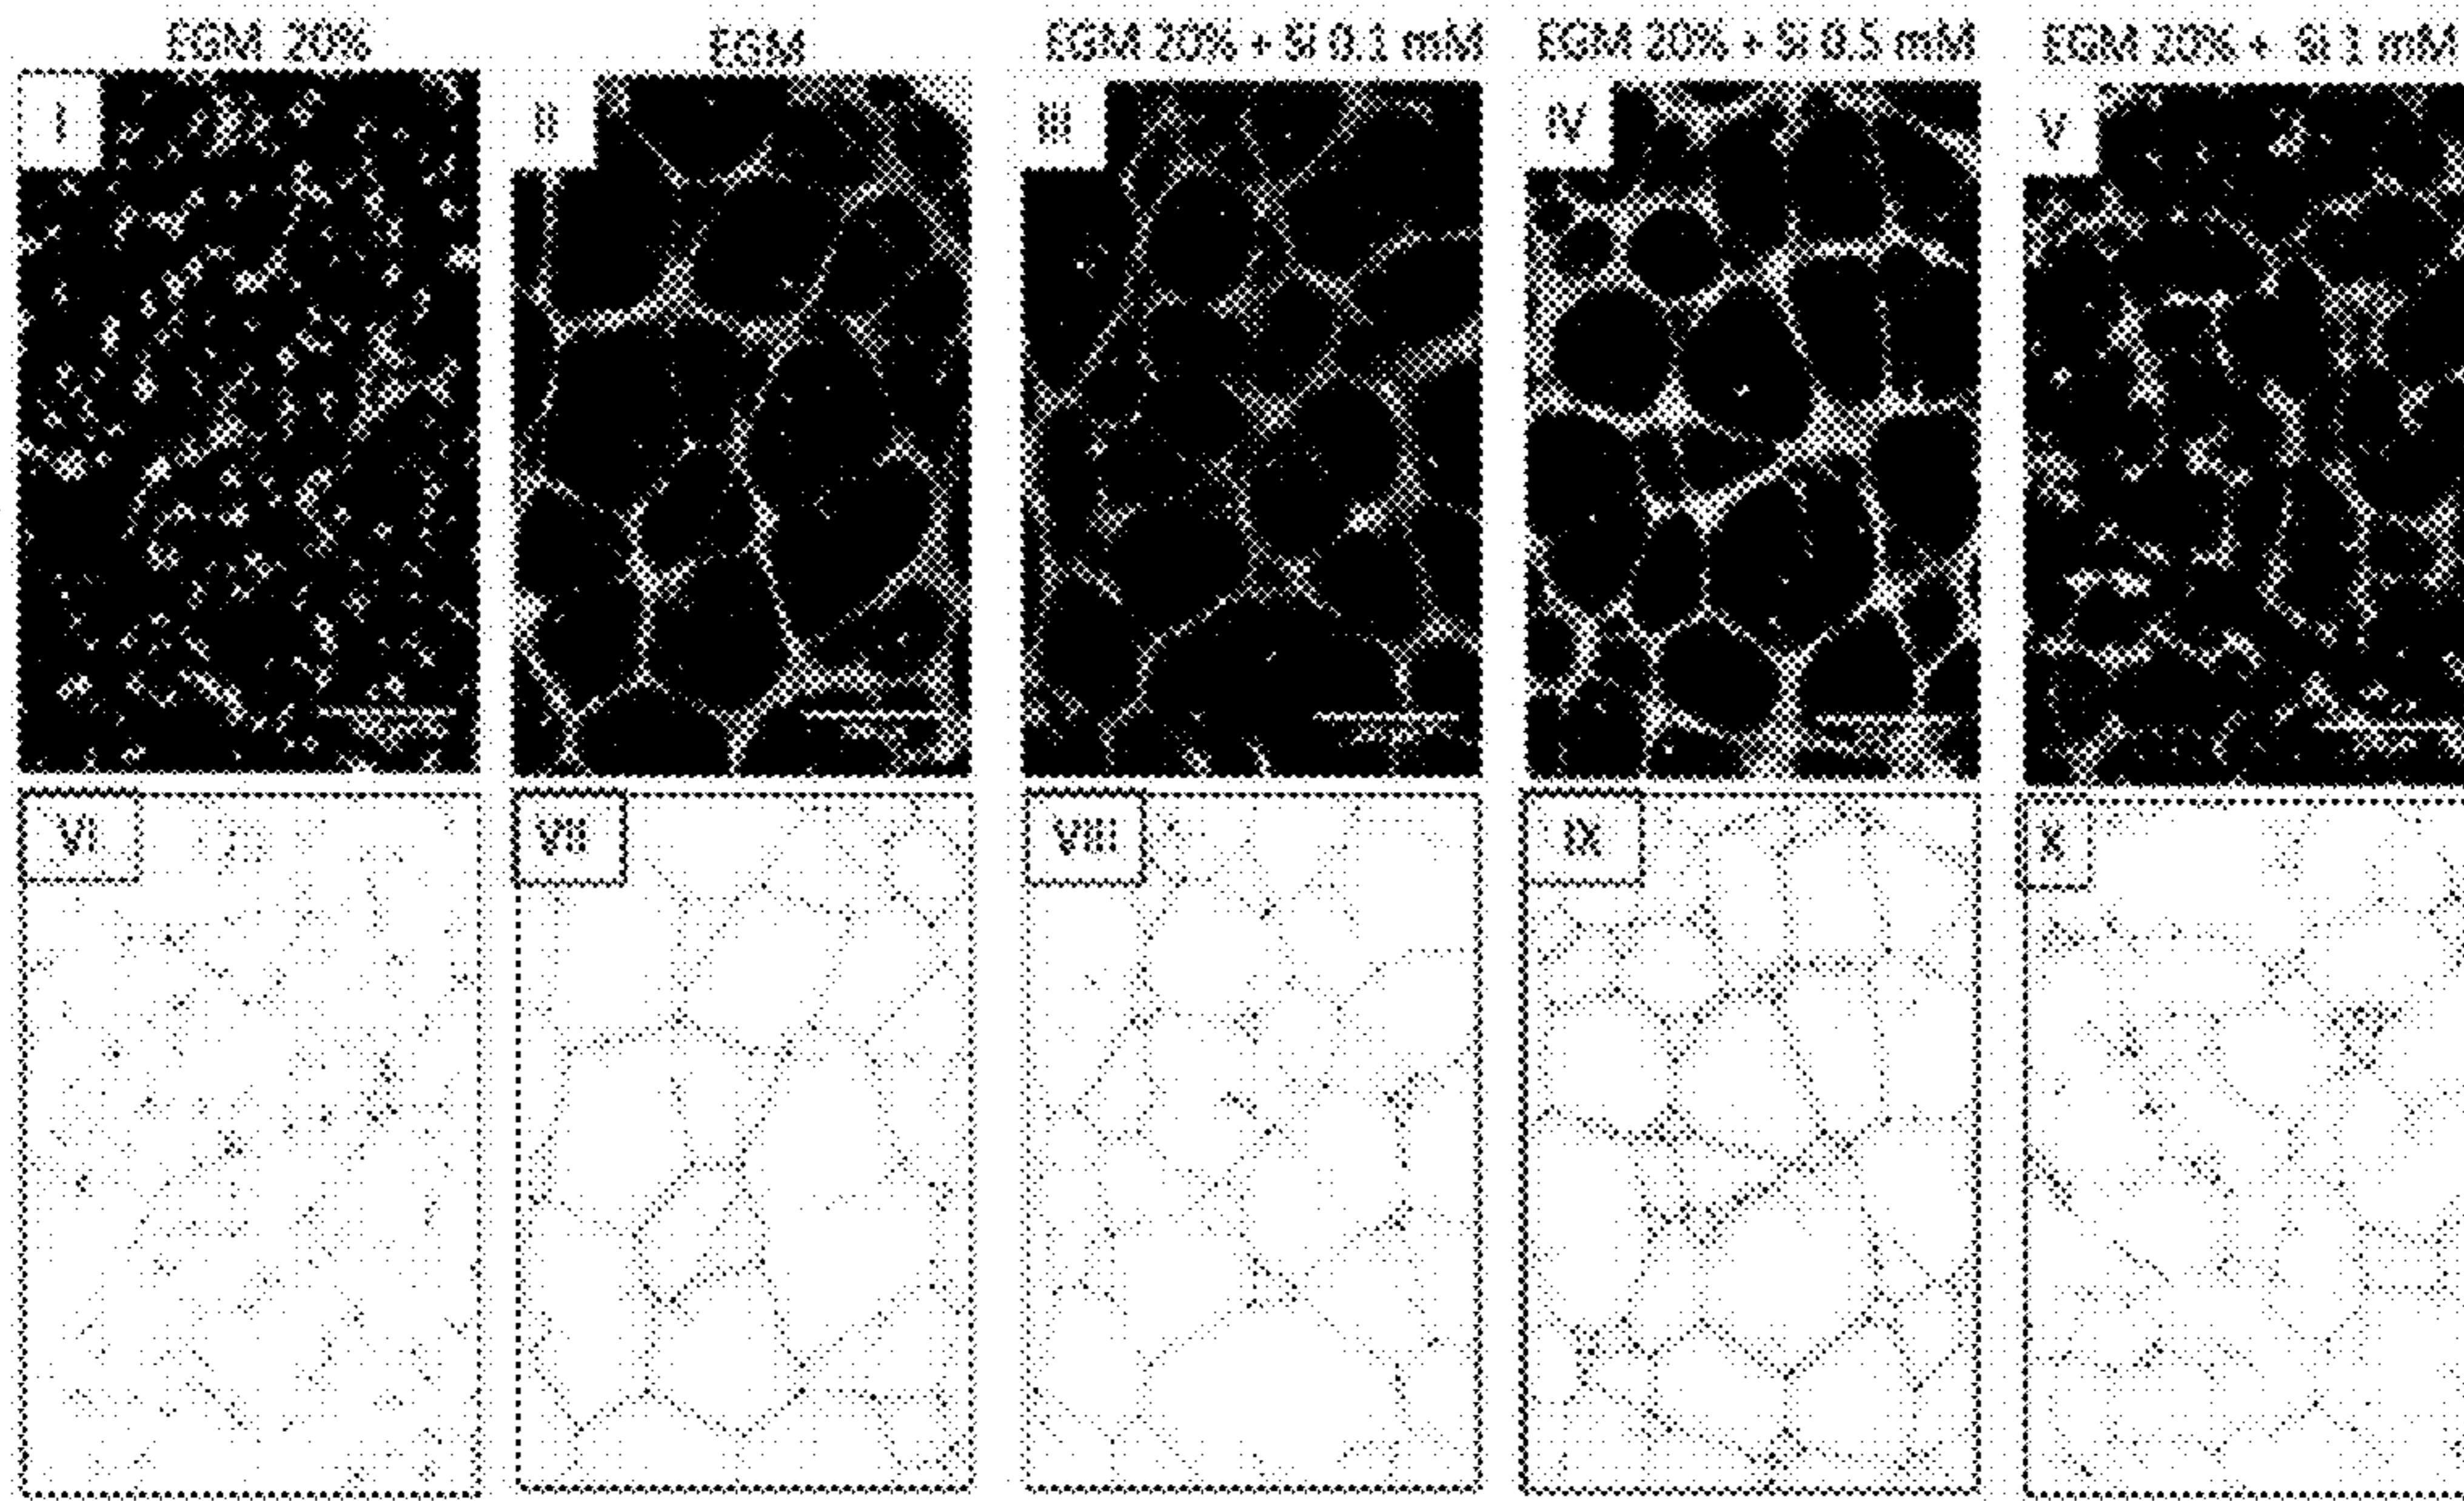 EGM 20%
EGM
EGM 20% + Si 0.1 mM
EGM 20% + Si 0.5 mM
EGM 20% + Si 1 mM
I
II
III
IV
V
VI
VII
VIII
IX
X